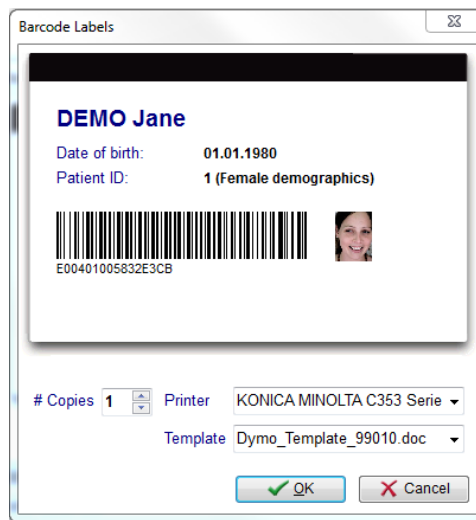 Barcode Labels
DEMO Jane
Date of birth: 01.01.1980
Patient ID: 1 (Female demographics)
E00401005832E3CB
# Copies 1 Printer KONICA MINOLTA C353 Serie
Template Dymo_Template_99010.doc
OK Cancel